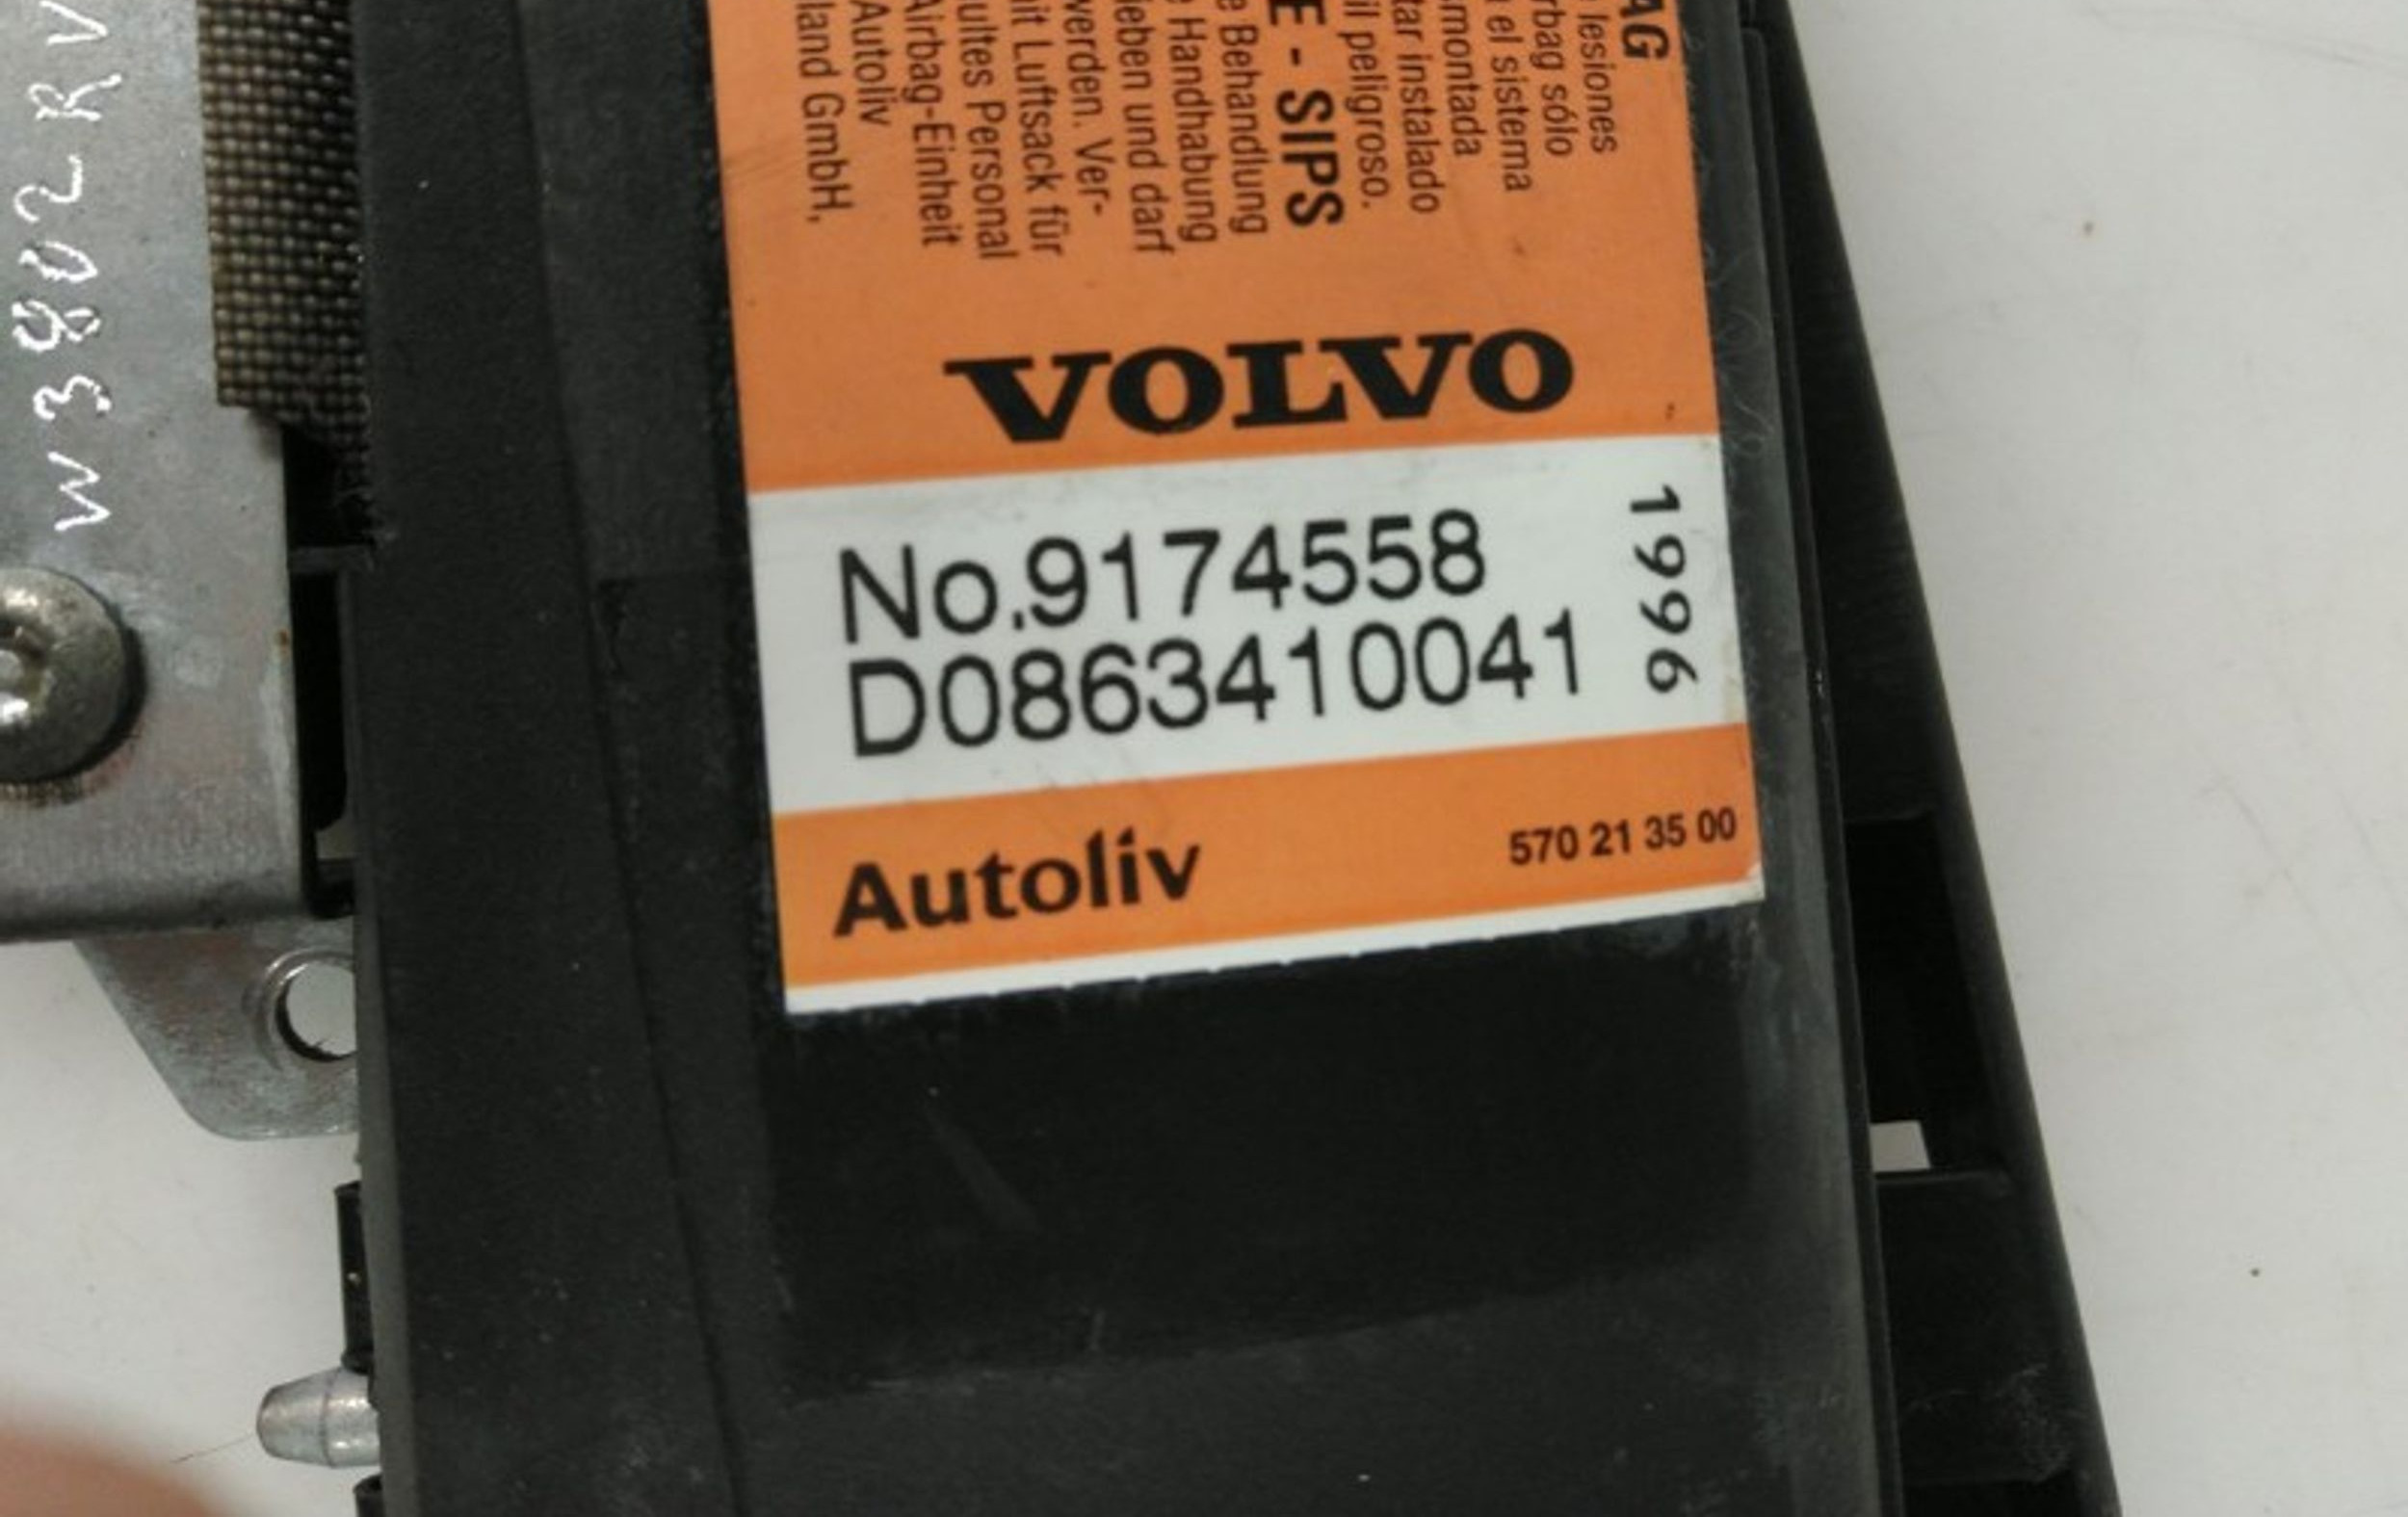 W3802RV
AG
lesiones
rbag sólo
el sistema
smontada
tar instalado
il peligroso.
E - SIPS
e Behandlung
e Handhabung
leben und darf
werden. Ver-
it Luftsack für
ultes Personal
Airbag-Einheit
Autoliv
land GmbH,
VOLVO
No.9174558
D0863410041
1996
Autoliv
570 21 35 00